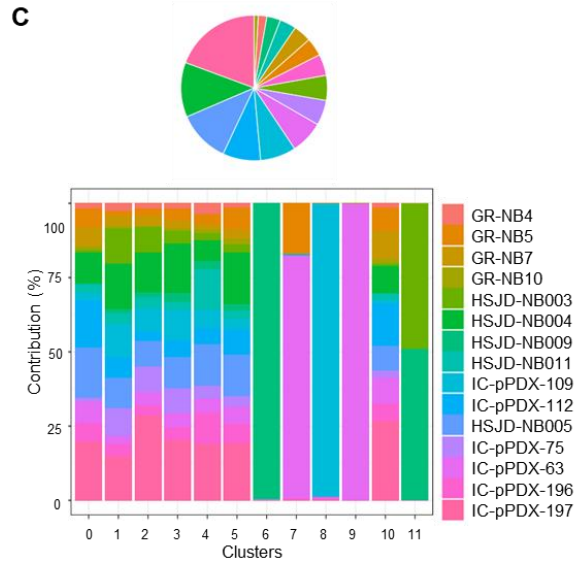 C
Contribution (%)
100
75
50
25
0
0 1 2 3 4 5 6 7 8 9 10 11
Clusters
GR-NB4
GR-NB5
GR-NB7
GR-NB10
HSJD-NB003
HSJD-NB004
HSJD-NB009
HSJD-NB011
IC-pPDX-109
IC-pPDX-112
HSJD-NB005
IC-pPDX-75
IC-pPDX-63
IC-pPDX-196
IC-pPDX-197